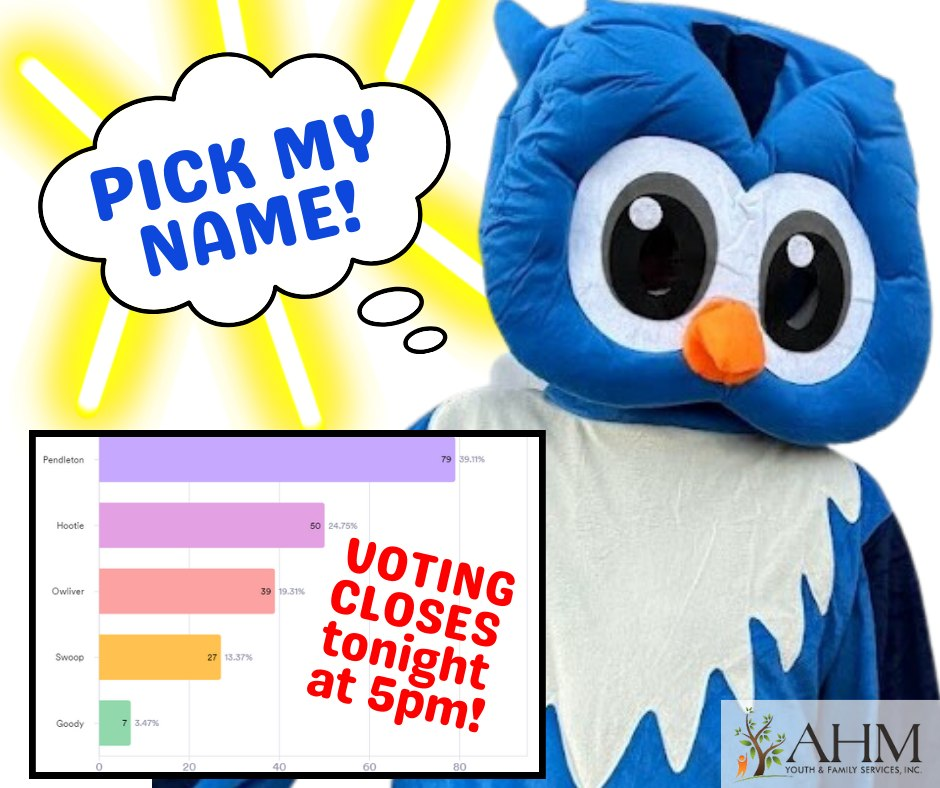 PICK MY
NAME!
Pendleton 79 39.11%
Hootie 50 24.75%
Owliver 39 19.31%
Swoop 27 13.37%
Goody 7 3.47%
0 20 40 60 80
VOTING
CLOSES
tonight
at 5pm!
AHM
YOUTH & FAMILY SERVICES, INC.